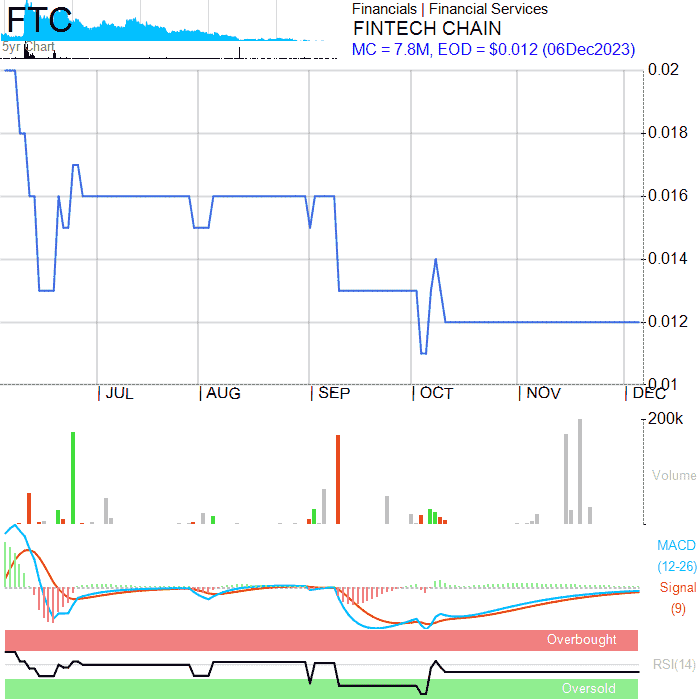 FTC
5yr Chart
Financials | Financial Services
FINTECH CHAIN
MC = 7.8M, EOD = $0.012 (06Dec2023)
0.02
0.018
0.016
0.014
0.012
0.01
JUL AUG SEP OCT NOV DEC
200k
Volume
MACD
(12-26)
Signal
(9)
Overbought
RSI(14)
Oversold